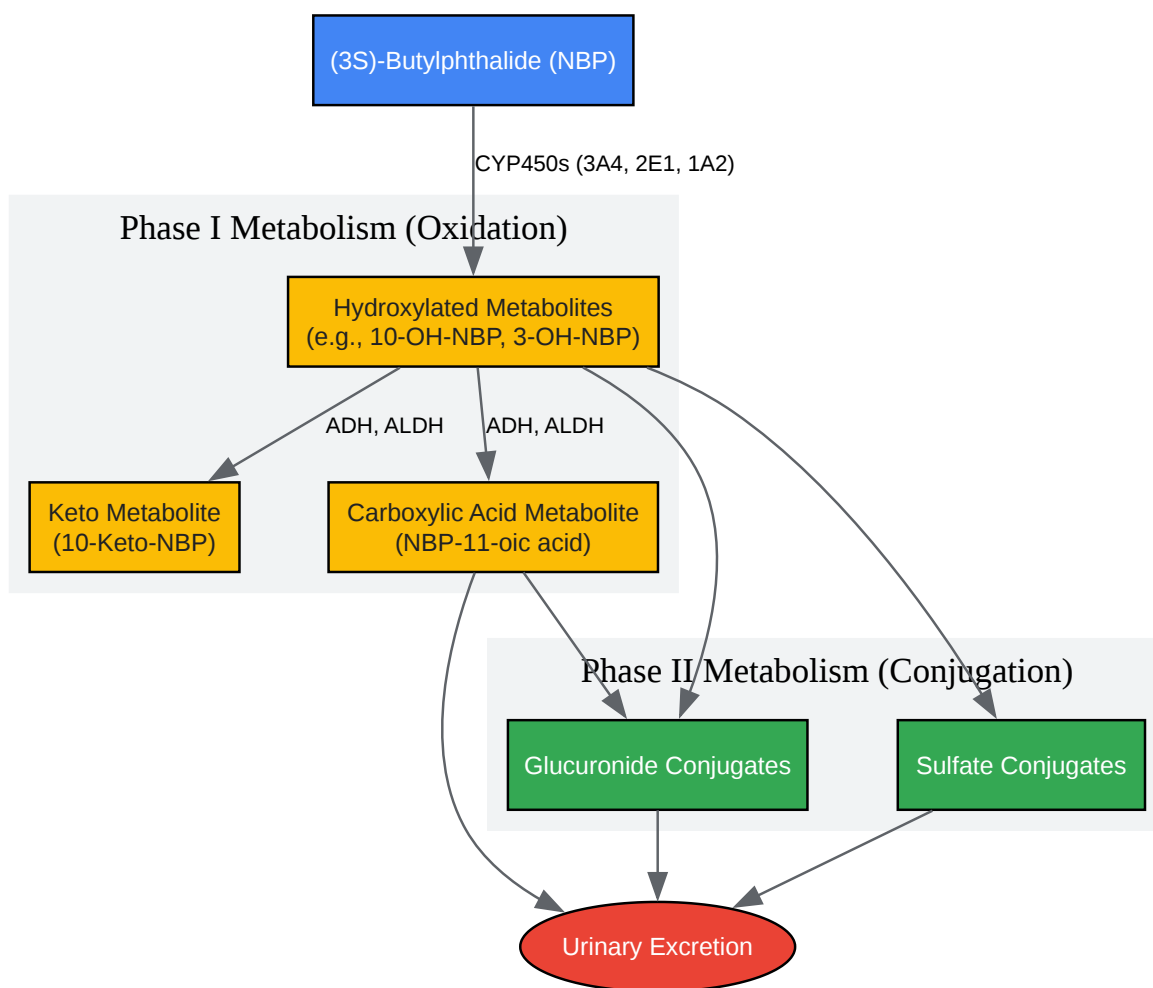 (3S)-Butylphthalide (NBP)
CYP450s (3A4, 2E1, 1A2)
Phase I Metabolism (Oxidation)
Hydroxylated Metabolites
(e.g., 10-OH-NBP, 3-OH-NBP)
ADH, ALDH
ADH, ALDH
Keto Metabolite
(10-Keto-NBP)
Carboxylic Acid Metabolite
(NBP-11-oic acid)
Phase II Metabolism (Conjugation)
Glucuronide Conjugates
Sulfate Conjugates
Urinary Excretion